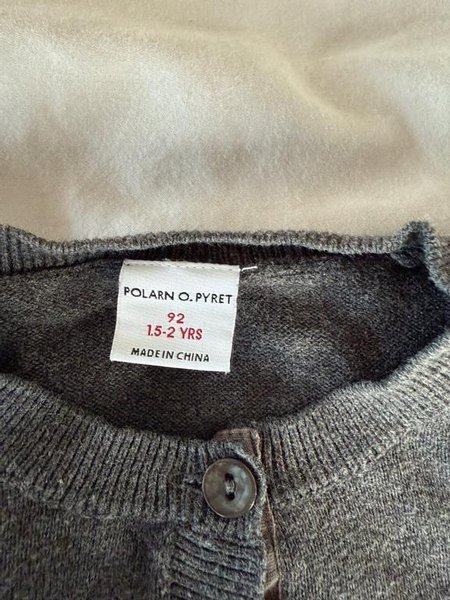 POLARN O. PYRET
92
1.5-2 YRS
MADE IN CHINA